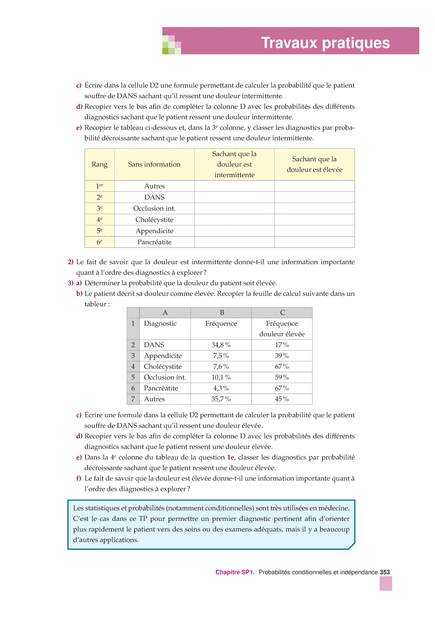 Travaux pratiques
c) Écrire dans la cellule D2 une formule permettant de calculer la probabilité que le patient
souffre de DANS sachant qu'il ressent une douleur intermittente.
d) Recopier vers le bas afin de compléter la colonne D avec les probabilités des différents
diagnostics sachant que le patient ressent une douleur intermittente.
e) Recopier le tableau ci-dessous et, dans la 3e colonne, y classer les diagnostics par proba-
bilité décroissante sachant que le patient ressent une douleur intermittente.
Rang Sans information Sachant que la douleur est intermittente Sachant que la douleur est élevée
1er Autres
2e DANS
3e Occlusion int.
4e Cholécystite
5e Appendicite
6e Pancréatite
2) Le fait de savoir que la douleur est intermittente donne-t-il une information importante
quant à l'ordre des diagnostics à explorer ?
3) a) Déterminer la probabilité que la douleur du patient soit élevée.
b) Le patient décrit sa douleur comme élevée. Recopier la feuille de calcul suivante dans un
tableur :
A B C
1 Diagnostic Fréquence Fréquence douleur élevée
2 DANS 34,8 % 17 %
3 Appendicite 7,5 % 39 %
4 Cholécystite 7,6 % 67 %
5 Occlusion int. 10,1 % 59 %
6 Pancréatite 4,3 % 67 %
7 Autres 35,7 % 45 %
c) Écrire une formule dans la cellule D2 permettant de calculer la probabilité que le patient
souffre de DANS sachant qu'il ressent une douleur élevée.
d) Recopier vers le bas afin de compléter la colonne D avec les probabilités des différents
diagnostics sachant que le patient ressent une douleur élevée.
e) Dans la 4e colonne du tableau de la question 1e, classer les diagnostics par probabilité
décroissante sachant que le patient ressent une douleur élevée.
f) Le fait de savoir que la douleur est élevée donne-t-il une information importante quant à
l'ordre des diagnostics à explorer ?
Les statistiques et probabilités (notamment conditionnelles) sont très utilisées en médecine.
C'est le cas dans ce TP pour permettre un premier diagnostic pertinent afin d'orienter
plus rapidement le patient vers des soins ou des examens adéquats, mais il y a beaucoup
d'autres applications.
Chapitre SP1. Probabilités conditionnelles et indépendance 353